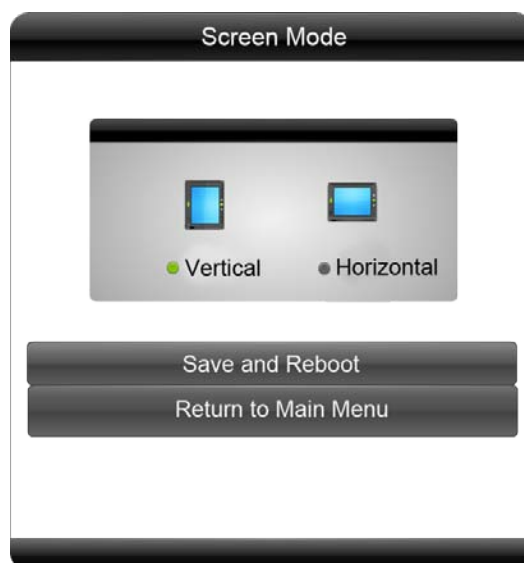 Screen Mode
Vertical
Horizontal
Save and Reboot
Return to Main Menu